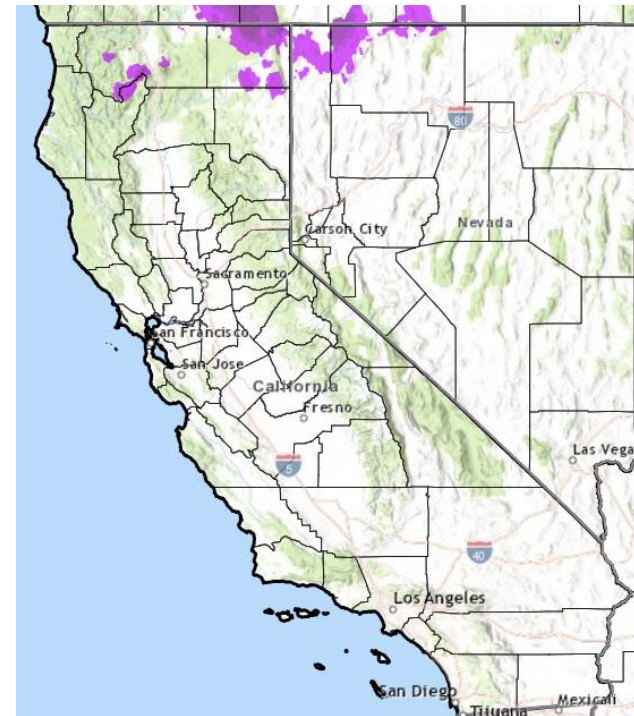 80
Carson City
Nevada
Sacramento
San Francisco
San Jose
California
Fresno
5
Las Vega
40
Los Angeles
San Diego
Tijuana
Mexicali